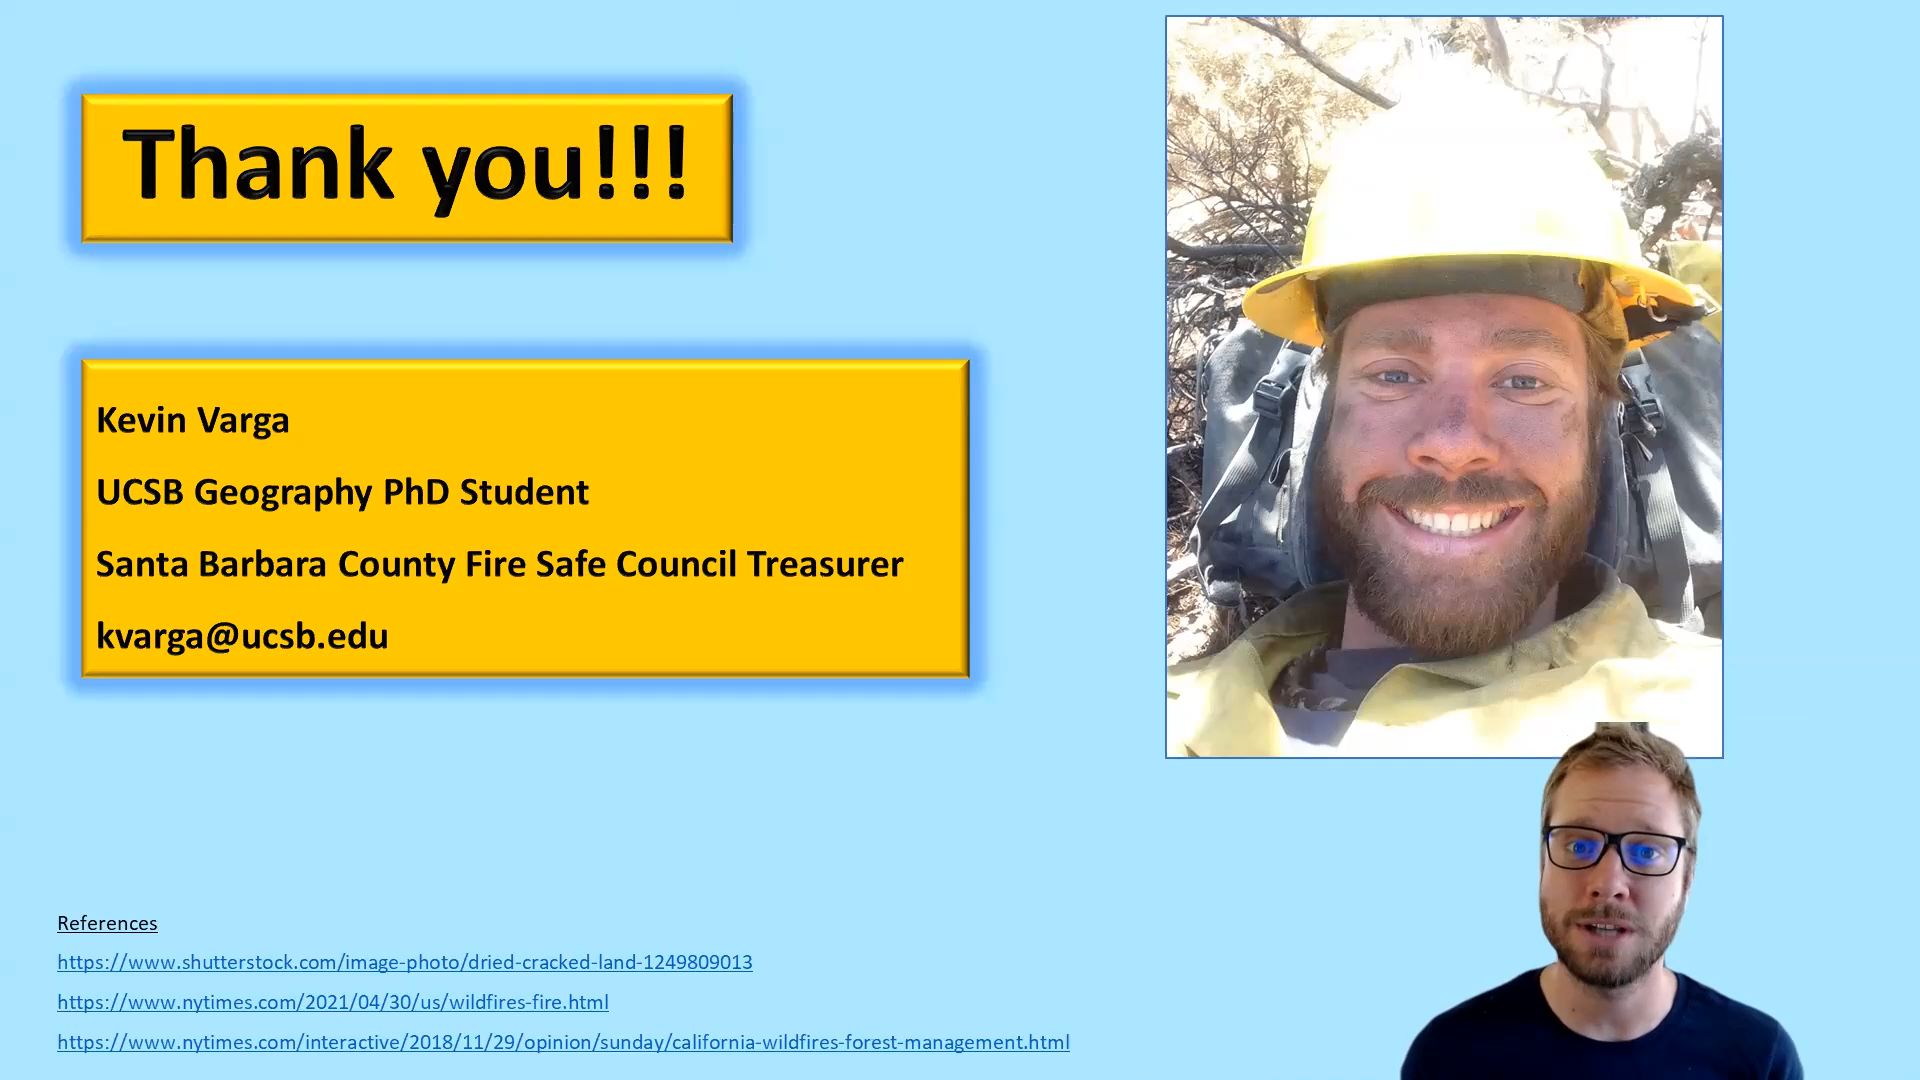 Thank you!!!
Kevin Varga
UCSB Geography PhD Student
Santa Barbara County Fire Safe Council Treasurer
kvarga@ucsb.edu
References
https://www.shutterstock.com/image-photo/dried-cracked-land-1249809013
https://www.nytimes.com/2021/04/30/us/wildfires-fire.html
https://www.nytimes.com/interactive/2018/11/29/opinion/sunday/california-wildfires-forest-management.html